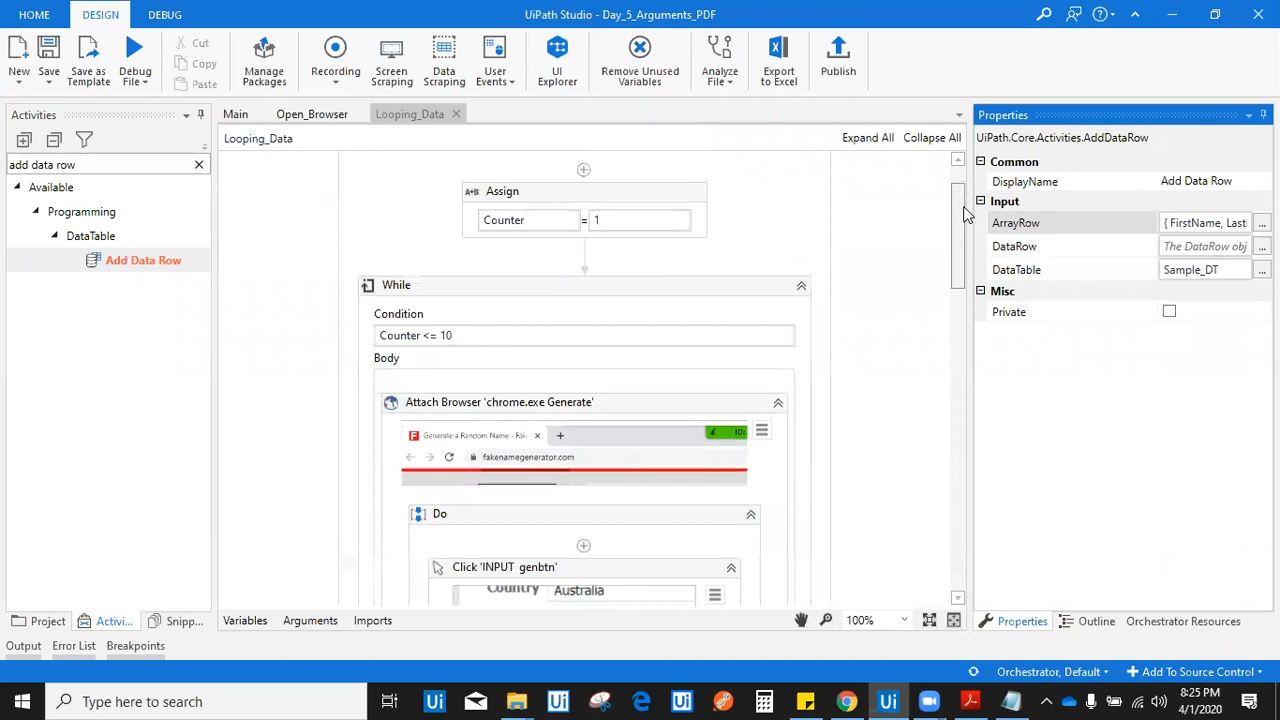 HOME DESIGN DEBUG UiPath Studio - Day_5_Arguments_PDF
New Save Save as Template Debug File Cut Copy Paste Manage Packages Recording Screen Scraping Data Scraping User Events UI Explorer Remove Unused Variables Analyze File Export to Excel Publish
Activities
add data row
Available
Programming
DataTable
Add Data Row
Main Open_Browser Looping_Data
Looping_Data Expand All Collapse All
A+B Assign
Counter = 1
While
Condition
Counter <= 10
Body
Attach Browser 'chrome.exe Generate'
Generate a Random Name - Fak
fakenamegenerator.com
Do
Click 'INPUT genbtn'
Country Australia
Variables Arguments Imports 100%
Properties
UiPath.Core.Activities.AddDataRow
Common
DisplayName Add Data Row
Input
ArrayRow { FirstName, Last
DataRow The DataRow obj
DataTable Sample_DT
Misc
Private
Project Activi... Snipp...
Properties Outline Orchestrator Resources
Output Error List Breakpoints
Orchestrator, Default Add To Source Control
Type here to search
8:25 PM
4/1/2020